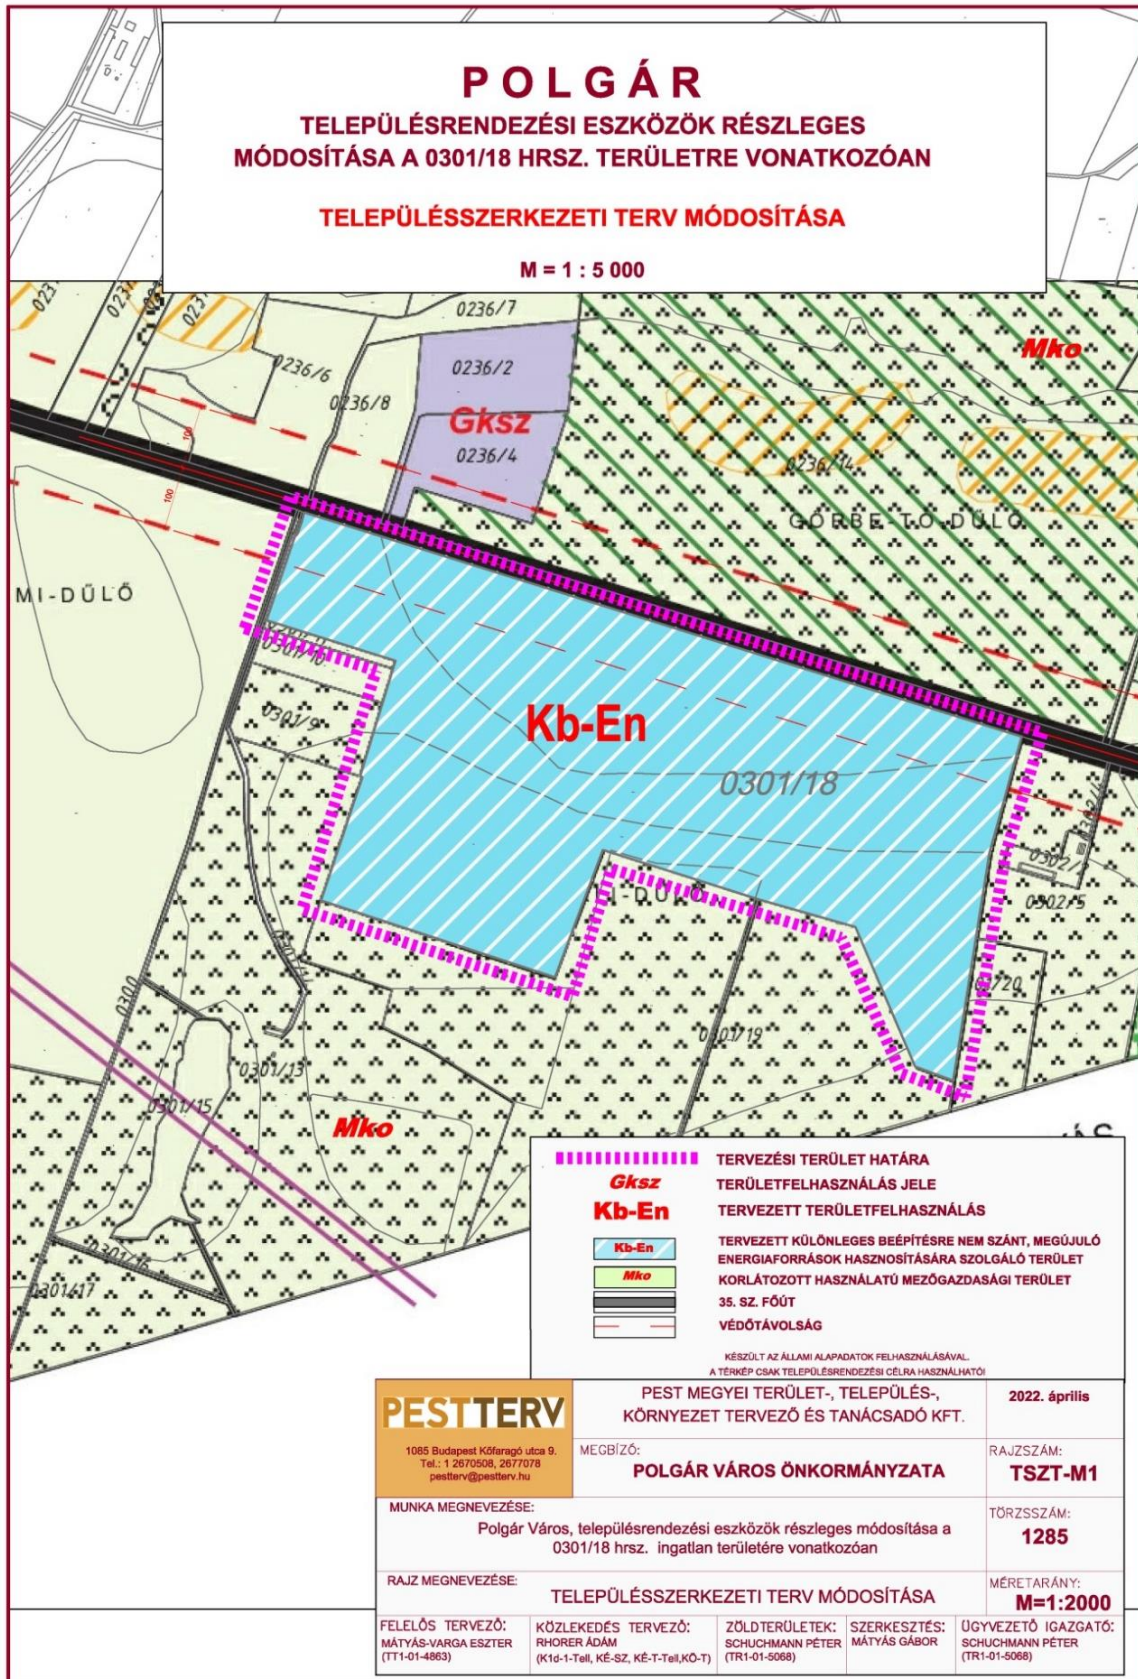 POLGÁR
TELEPÜLÉSRENDEZÉSI ESZKÖZÖK RÉSZLEGES
MÓDOSÍTÁSA A 0301/18 HRSZ. TERÜLETRE VONATKOZÓAN
TELEPÜLÉSSZERKEZETI TERV MÓDOSÍTÁSA
M = 1 : 5 000
0236/7
0236/6
0236/8
0236/2
Gksz
0236/4
Mko
0236/14
GÖRBE-TÓ-DŰLŐ
100
100
MI-DŰLŐ
0301/10
0301/9
Kb-En
0301/18
I-DŰLŐ
0302/5
0301/19
0300
0301/13
0301/15
Mko
0301/16
0301/17
TERVEZÉSI TERÜLET HATÁRA
Gksz TERÜLETFELHASZNÁLÁS JELE
Kb-En TERVEZETT TERÜLETFELHASZNÁLÁS
Kb-En TERVEZETT KÜLÖNLEGES BEÉPÍTÉSRE NEM SZÁNT, MEGÚJULÓ
ENERGIAFORRÁSOK HASZNOSÍTÁSÁRA SZOLGÁLÓ TERÜLET
Mko KORLÁTOZOTT HASZNÁLATÚ MEZŐGAZDASÁGI TERÜLET
35. SZ. FŐÚT
VÉDŐTÁVOLSÁG
KÉSZÜLT AZ ÁLLAMI ALAPADATOK FELHASZNÁLÁSÁVAL.
A TÉRKÉP CSAK TELEPÜLÉSRENDEZÉSI CÉLRA HASZNÁLHATÓ!
PESTTERV
1085 Budapest Kőfaragó utca 9.
Tel.: 1 2670508, 2677078
pestterv@pestterv.hu
PEST MEGYEI TERÜLET-, TELEPÜLÉS-,
KÖRNYEZET TERVEZŐ ÉS TANÁCSADÓ KFT.
2022. április
MEGBÍZÓ:
POLGÁR VÁROS ÖNKORMÁNYZATA
RAJZSZÁM:
TSZT-M1
MUNKA MEGNEVEZÉSE:
Polgár Város, településrendezési eszközök részleges módosítása a
0301/18 hrsz. ingatlan területére vonatkozóan
TÖRZSSZÁM:
1285
RAJZ MEGNEVEZÉSE:
TELEPÜLÉSSZERKEZETI TERV MÓDOSÍTÁSA
MÉRETARÁNY:
M=1:2000
FELELŐS TERVEZŐ:
MÁTYÁS-VARGA ESZTER
(TT1-01-4863)
KÖZLEKEDÉS TERVEZŐ:
RHORER ÁDÁM
(K1d-1-Tell, KÉ-SZ, KÉ-T-Tell,KÖ-T)
ZÖLDTERÜLETEK:
SCHUCHMANN PÉTER
(TR1-01-5068)
SZERKESZTÉS:
MÁTYÁS GÁBOR
ÜGYVEZETŐ IGAZGATÓ:
SCHUCHMANN PÉTER
(TR1-01-5068)